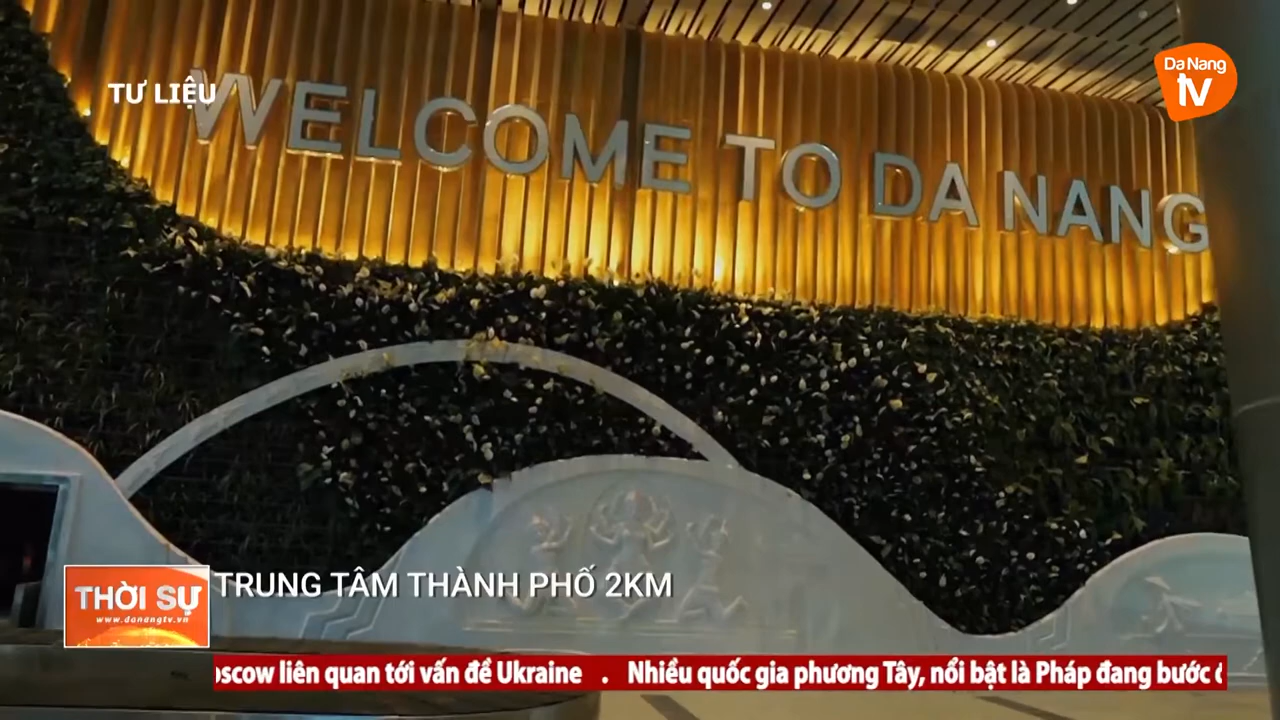 Da Nang
tv
TƯ LIỆU
WELCOME TO DA NANG
THỜI SỰ
www.danangtv.vn
TRUNG TÂM THÀNH PHỐ 2KM
liên quan tới vấn đề Ukraine . Nhiều quốc gia phương Tây, nổi bật là Pháp đang bước